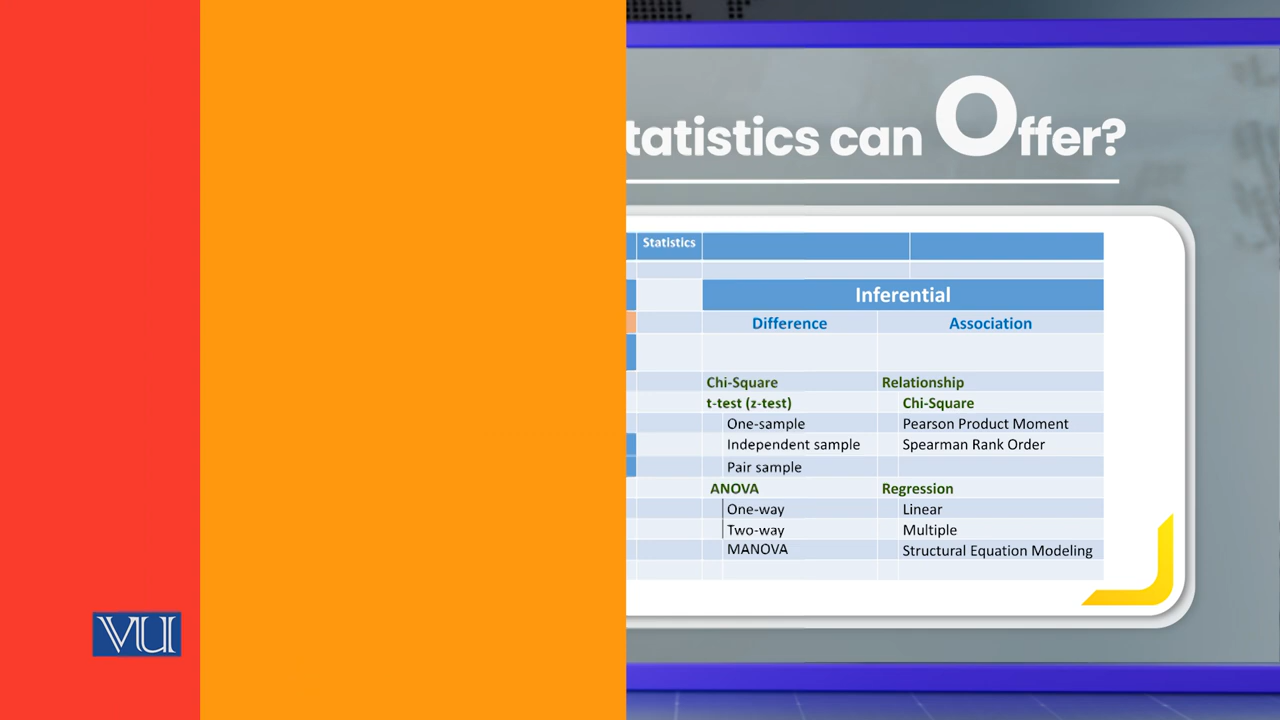 tatistics can Offer?
Statistics
Inferential
Difference Association
Chi-Square Relationship
t-test (z-test) Chi-Square
One-sample Pearson Product Moment
Independent sample Spearman Rank Order
Pair sample
ANOVA Regression
One-way Linear
Two-way Multiple
MANOVA Structural Equation Modeling
VU